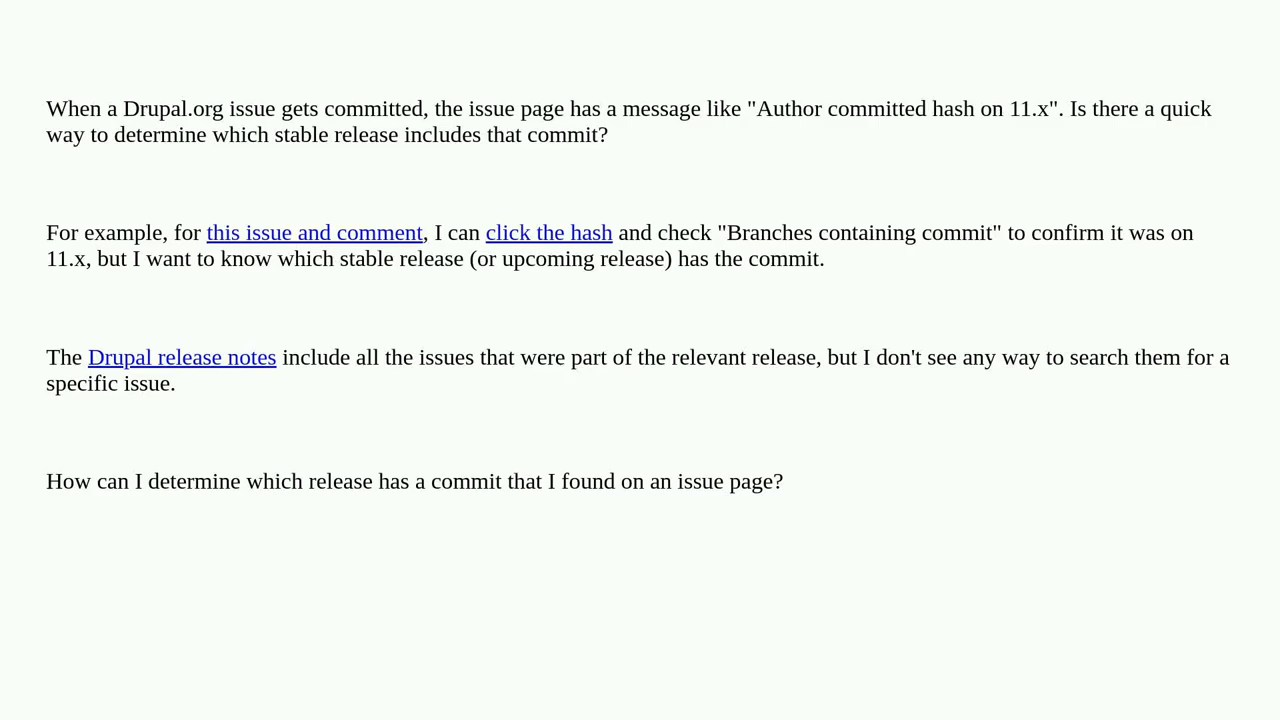 When a Drupal.org issue gets committed, the issue page has a message like "Author committed hash on 11.x". Is there a quick
way to determine which stable release includes that commit?
For example, for this issue and comment, I can click the hash and check "Branches containing commit" to confirm it was on
11.x, but I want to know which stable release (or upcoming release) has the commit.
The Drupal release notes include all the issues that were part of the relevant release, but I don't see any way to search them for a
specific issue.
How can I determine which release has a commit that I found on an issue page?